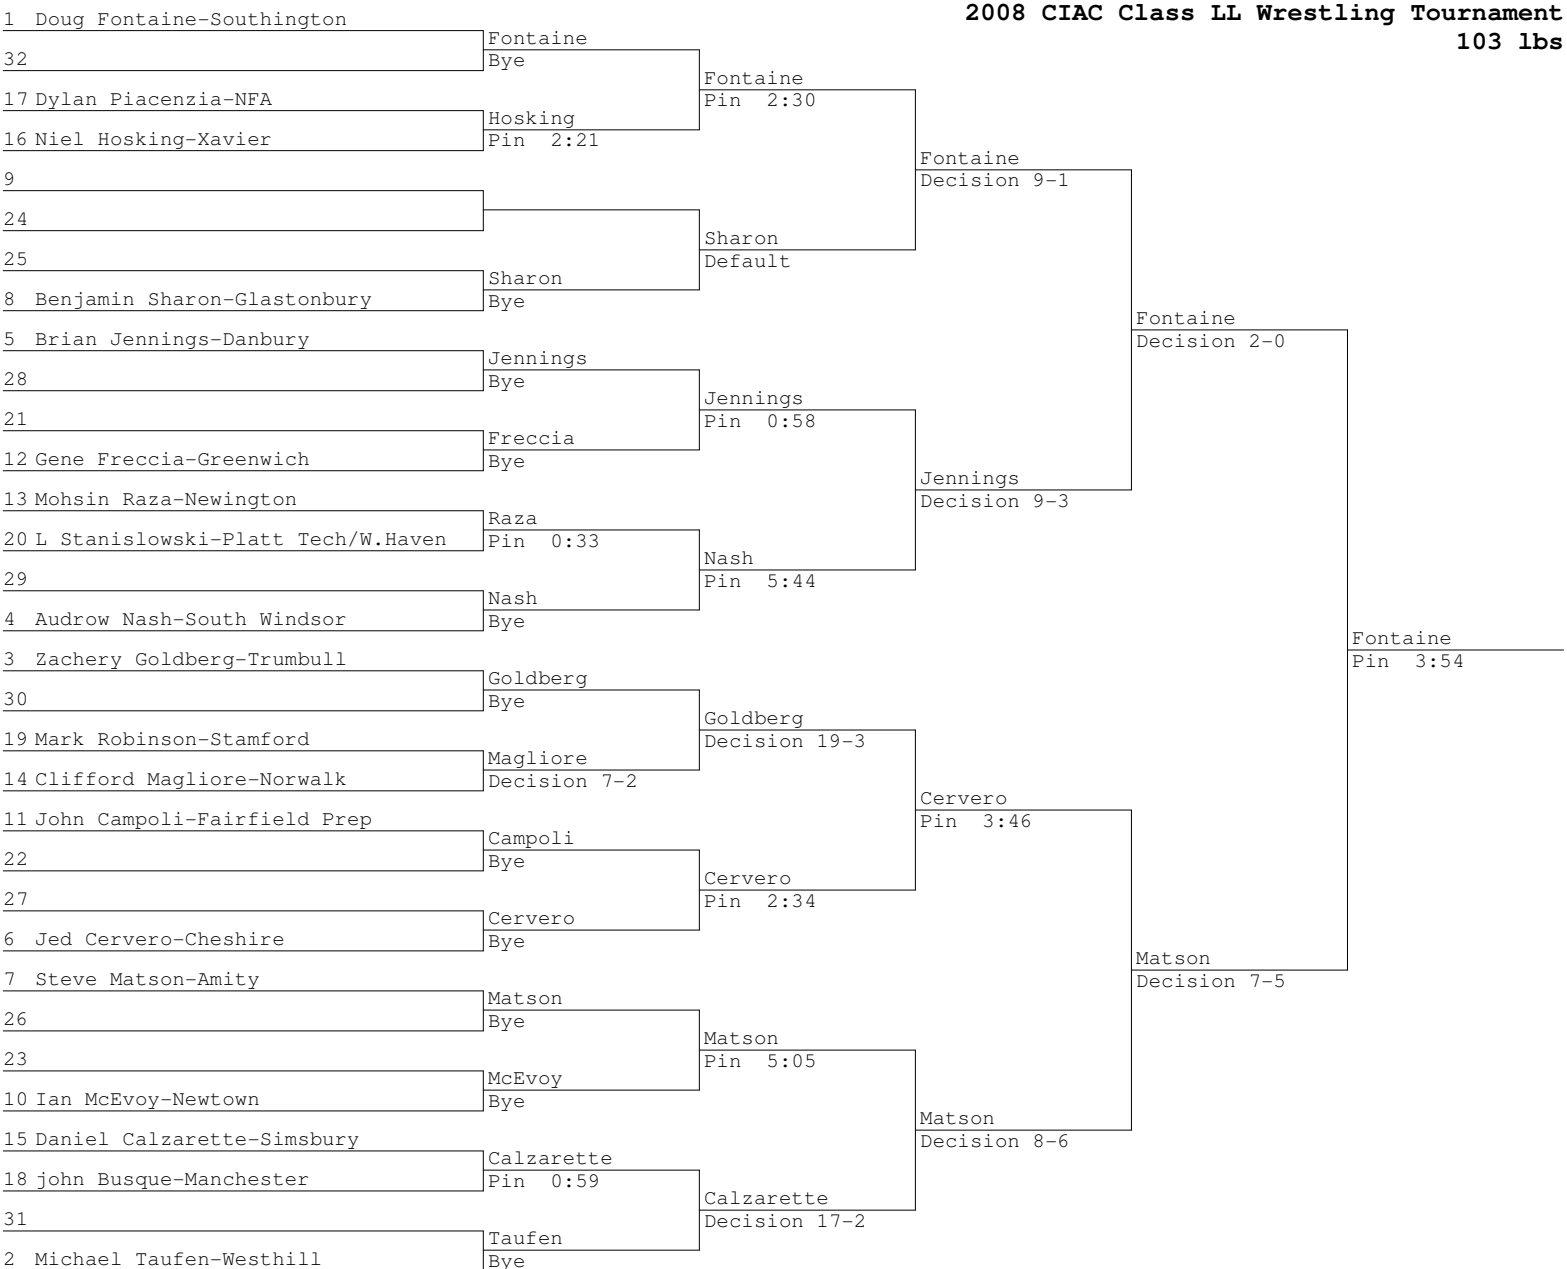 2008 CIAC Class LL Wrestling Tournament
103 lbs
1 Doug Fontaine-Southington
32
17 Dylan Piacenzia-NFA
16 Niel Hosking-Xavier
9
24
25
8 Benjamin Sharon-Glastonbury
5 Brian Jennings-Danbury
28
21
12 Gene Freccia-Greenwich
13 Mohsin Raza-Newington
20 L Stanislowski-Platt Tech/W.Haven
29
4 Audrow Nash-South Windsor
3 Zachery Goldberg-Trumbull
30
19 Mark Robinson-Stamford
14 Clifford Magliore-Norwalk
11 John Campoli-Fairfield Prep
22
27
6 Jed Cervero-Cheshire
7 Steve Matson-Amity
26
23
10 Ian McEvoy-Newtown
15 Daniel Calzarette-Simsbury
18 john Busque-Manchester
31
2 Michael Taufen-Westhill
Fontaine
Bye
Hosking
Pin 2:21
Sharon
Bye
Jennings
Bye
Freccia
Bye
Raza
Pin 0:33
Nash
Bye
Goldberg
Bye
Magliore
Decision 7-2
Campoli
Bye
Cervero
Bye
Matson
Bye
McEvoy
Bye
Calzarette
Pin 0:59
Taufen
Bye
Fontaine
Pin 2:30
Sharon
Default
Jennings
Pin 0:58
Nash
Pin 5:44
Goldberg
Decision 19-3
Cervero
Pin 2:34
Matson
Pin 5:05
Calzarette
Decision 17-2
Fontaine
Decision 9-1
Jennings
Decision 9-3
Cervero
Pin 3:46
Matson
Decision 8-6
Fontaine
Decision 2-0
Matson
Decision 7-5
Fontaine
Pin 3:54